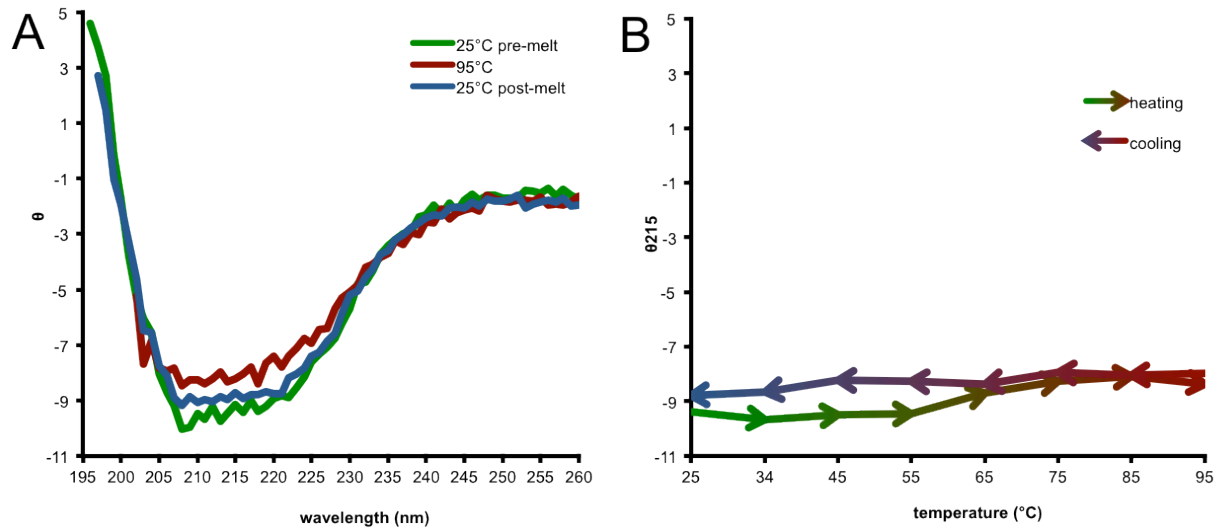 A
5
3
1
-1
-3
-5
-7
-9
-11
θ
25°C pre-melt
95°C
25°C post-melt
195 200 205 210 215 220 225 230 235 240 245 250 255 260
wavelength (nm)
B
5
3
1
-1
-3
-5
-7
-9
-11
θ215
heating
cooling
25 34 45 55 65 75 85 95
temperature (°C)